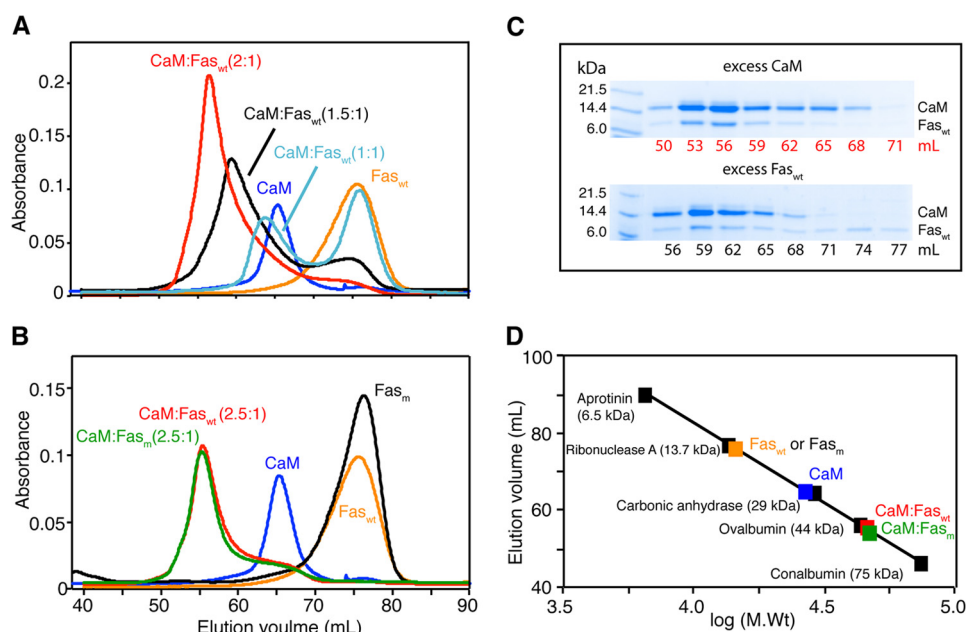 A
CaM:Faswt(2:1)
CaM:Faswt(1.5:1)
CaM:Faswt(1:1)
CaM
Faswt
Absorbance
0.2
0.15
0.1
0.05
0
B
Fasm
CaM:Faswt(2.5:1)
CaM:Fasm(2.5:1)
CaM
Faswt
Absorbance
0.15
0.1
0.05
0
40 50 60 70 80 90
Elution voulme (mL)
C
kDa excess CaM
21.5
14.4 CaM
6.0 Faswt
50 53 56 59 62 65 68 71 mL
excess Faswt
21.5
14.4 CaM
6.0 Faswt
56 59 62 65 68 71 74 77 mL
D
Elution volume (mL)
100
80
60
40
Aprotinin
(6.5 kDa)
Faswt or Fasm
Ribonuclease A (13.7 kDa)
CaM
Carbonic anhydrase (29 kDa)
CaM:Faswt
Ovalbumin (44 kDa) CaM:Fasm
Conalbumin (75 kDa)
3.5 4.0 4.5 5.0
log (M.Wt)